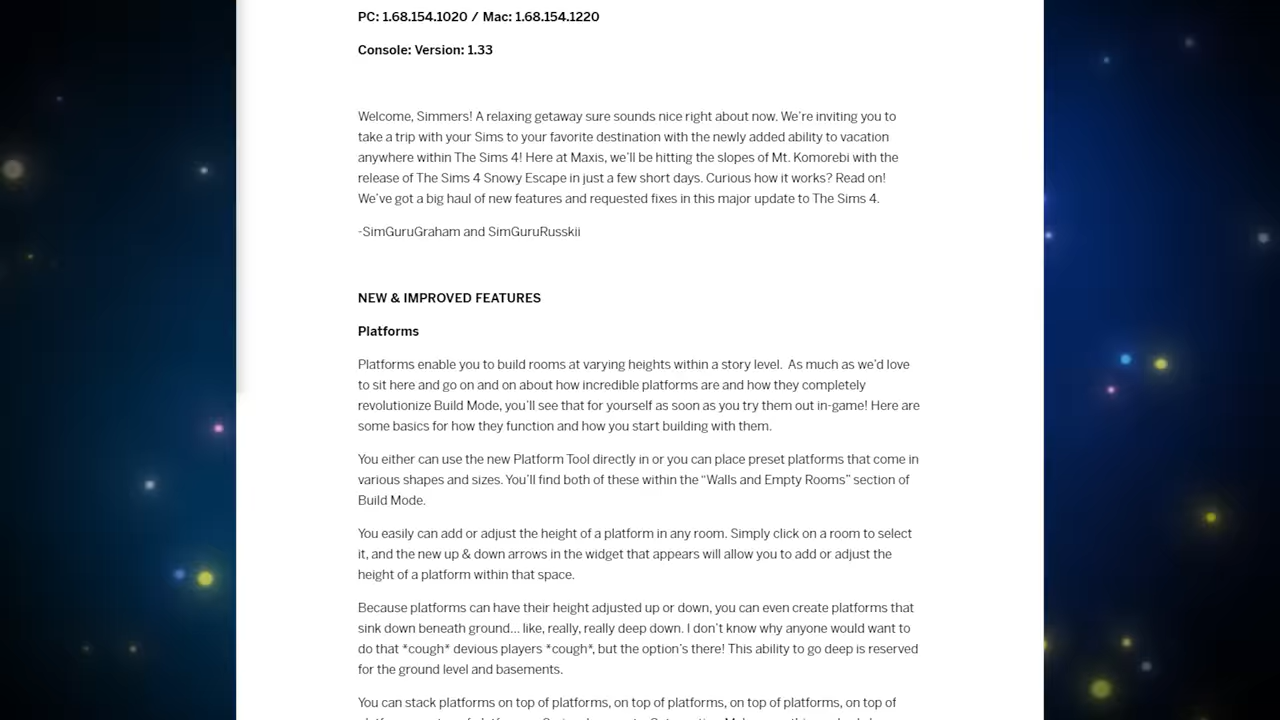 PC: 1.68.154.1020 / Mac: 1.68.154.1220
Console: Version: 1.33
Welcome, Simmers! A relaxing getaway sure sounds nice right about now. We're inviting you to
take a trip with your Sims to your favorite destination with the newly added ability to vacation
anywhere within The Sims 4! Here at Maxis, we'll be hitting the slopes of Mt. Komorebi with the
release of The Sims 4 Snowy Escape in just a few short days. Curious how it works? Read on!
We've got a big haul of new features and requested fixes in this major update to The Sims 4.
-SimGuruGraham and SimGuruRusskii
NEW & IMPROVED FEATURES
Platforms
Platforms enable you to build rooms at varying heights within a story level.  As much as we'd love
to sit here and go on and on about how incredible platforms are and how they completely
revolutionize Build Mode, you'll see that for yourself as soon as you try them out in-game! Here are
some basics for how they function and how you start building with them.
You either can use the new Platform Tool directly in or you can place preset platforms that come in
various shapes and sizes. You'll find both of these within the “Walls and Empty Rooms” section of
Build Mode.
You easily can add or adjust the height of a platform in any room. Simply click on a room to select
it, and the new up & down arrows in the widget that appears will allow you to add or adjust the
height of a platform within that space.
Because platforms can have their height adjusted up or down, you can even create platforms that
sink down beneath ground... like, really, really deep down. I don't know why anyone would want to
do that *cough* devious players *cough*, but the option's there! This ability to go deep is reserved
for the ground level and basements.
You can stack platforms on top of platforms, on top of platforms, on top of platforms, on top of